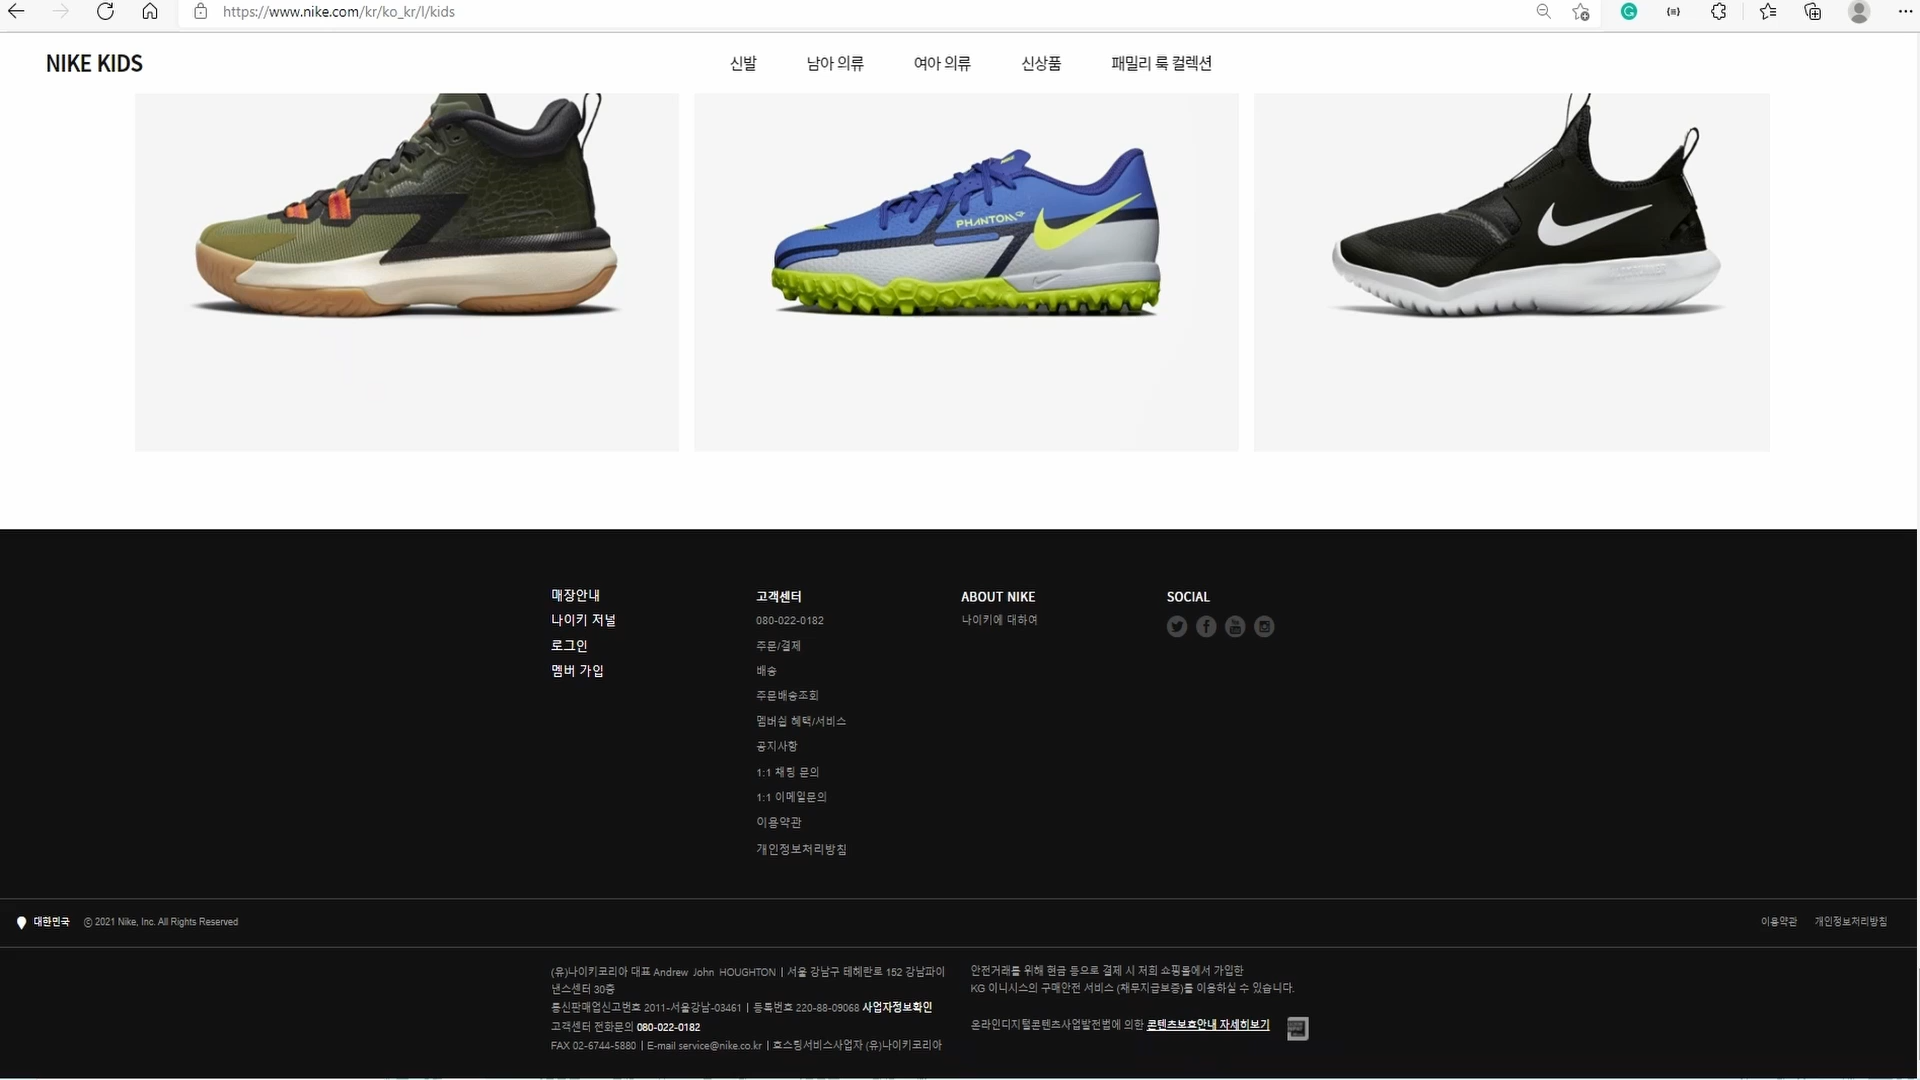 https://www.nike.com/kr/ko_kr/l/kids
NIKE KIDS
신발 남아 의류 여아 의류 신상품 패밀리 룩 컬렉션
PHANTOM
매장안내
나이키 저널
로그인
멤버 가입
고객센터
080-022-0182
주문/결제
배송
주문배송조회
멤버쉽 혜택/서비스
공지사항
1:1 채팅 문의
1:1 이메일문의
이용약관
개인정보처리방침
ABOUT NIKE
나이키에 대하여
SOCIAL
대한민국 © 2021 Nike, Inc. All Rights Reserved
이용약관 개인정보처리방침
(유)나이키코리아 대표 Andrew John HOUGHTON | 서울 강남구 테헤란로 152 강남파이
낸스센터 30층
통신판매업신고번호 2011-서울강남-03461 | 등록번호 220-88-09068 사업자정보확인
고객센터 전화문의 080-022-0182
FAX 02-6744-5880 | E-mail service@nike.co.kr | 호스팅서비스사업자 (유)나이키코리아
안전거래를 위해 현금 등으로 결제 시 저희 쇼핑몰에서 가입한
KG 이니시스의 구매안전 서비스 (채무지급보증)를 이용하실 수 있습니다.
온라인디지털콘텐츠사업발전법에 의한 콘텐츠보호안내 자세히보기